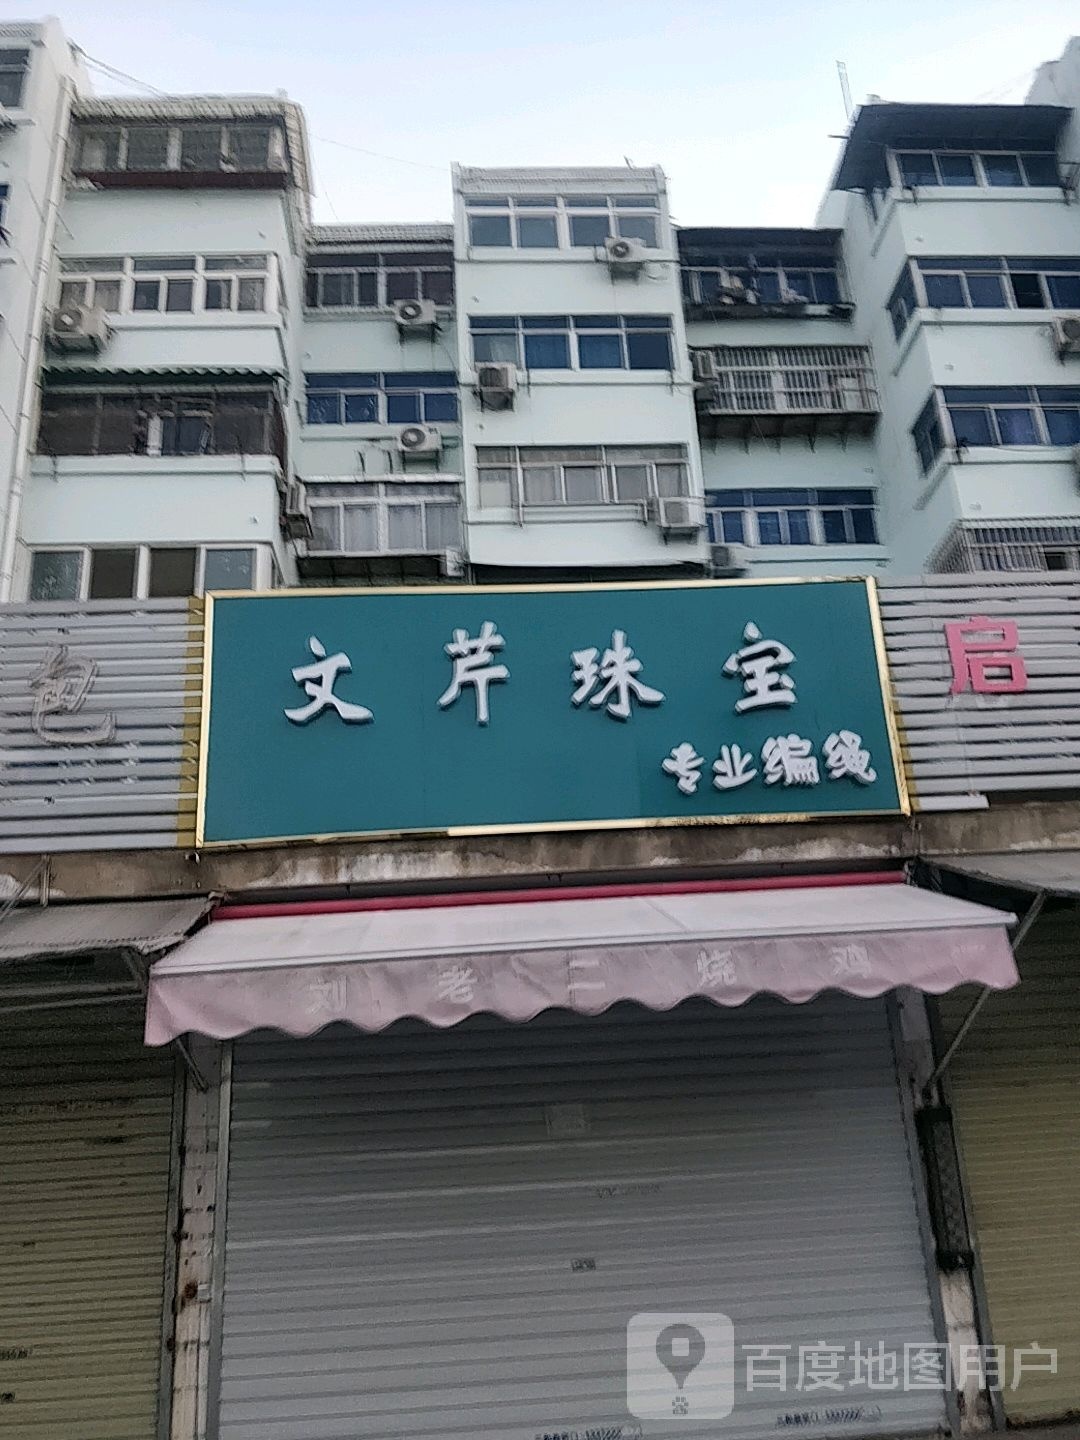 包
文芹珠宝
专业编绳
启
刘老二烧鸡
百度地图用户